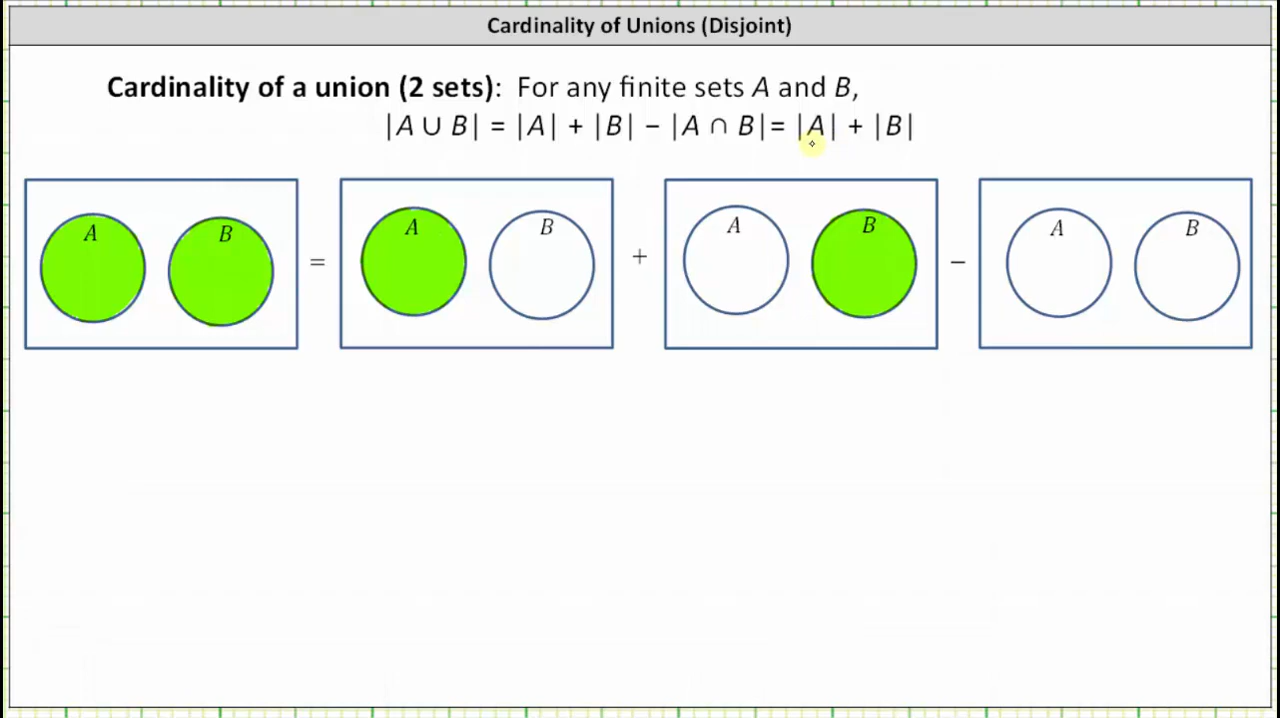 Cardinality of Unions (Disjoint)
Cardinality of a union (2 sets): For any finite sets A and B,
|A ∪ B| = |A| + |B| − |A ∩ B|= |A| + |B|
A B = A B + A B − A B